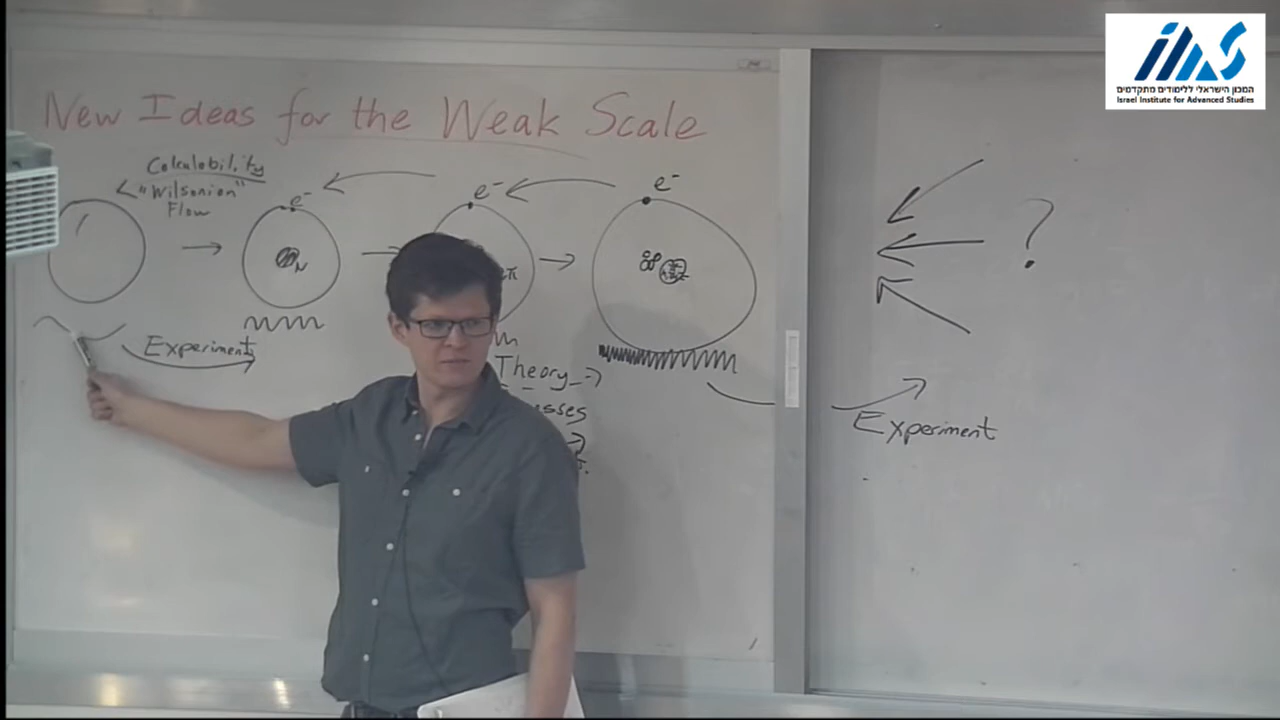 המכון הישראלי ללימודים מתקדמים
Israel Institute for Advanced Studies
New Ideas for the Weak Scale
Calculability
"Wilsonian"
Flow
e-
e-
e-
N
π
?
Experiment
Theory
Experiment